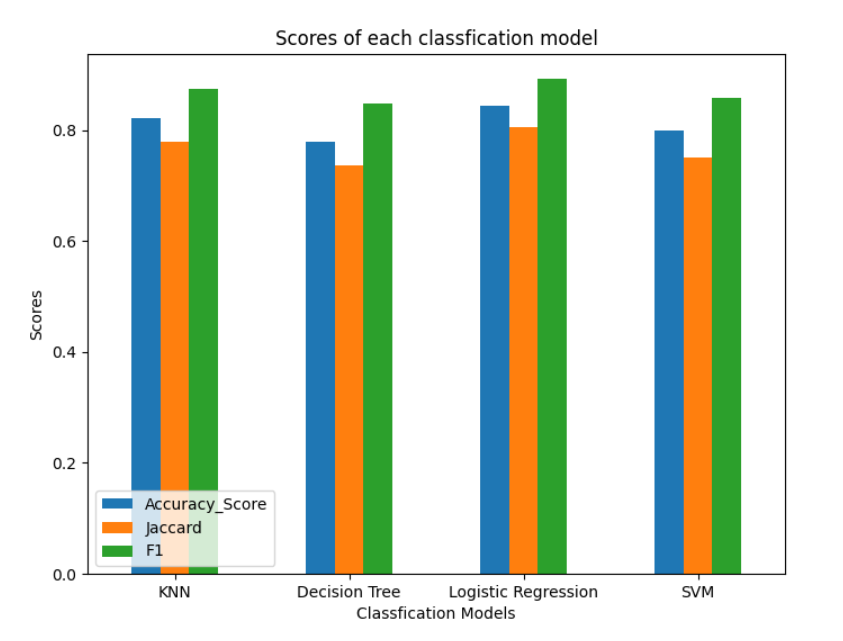 Scores of each classfication model
Scores
0.8
0.6
0.4
0.2
0.0
Accuracy_Score
Jaccard
F1
KNN Decision Tree Logistic Regression SVM
Classfication Models